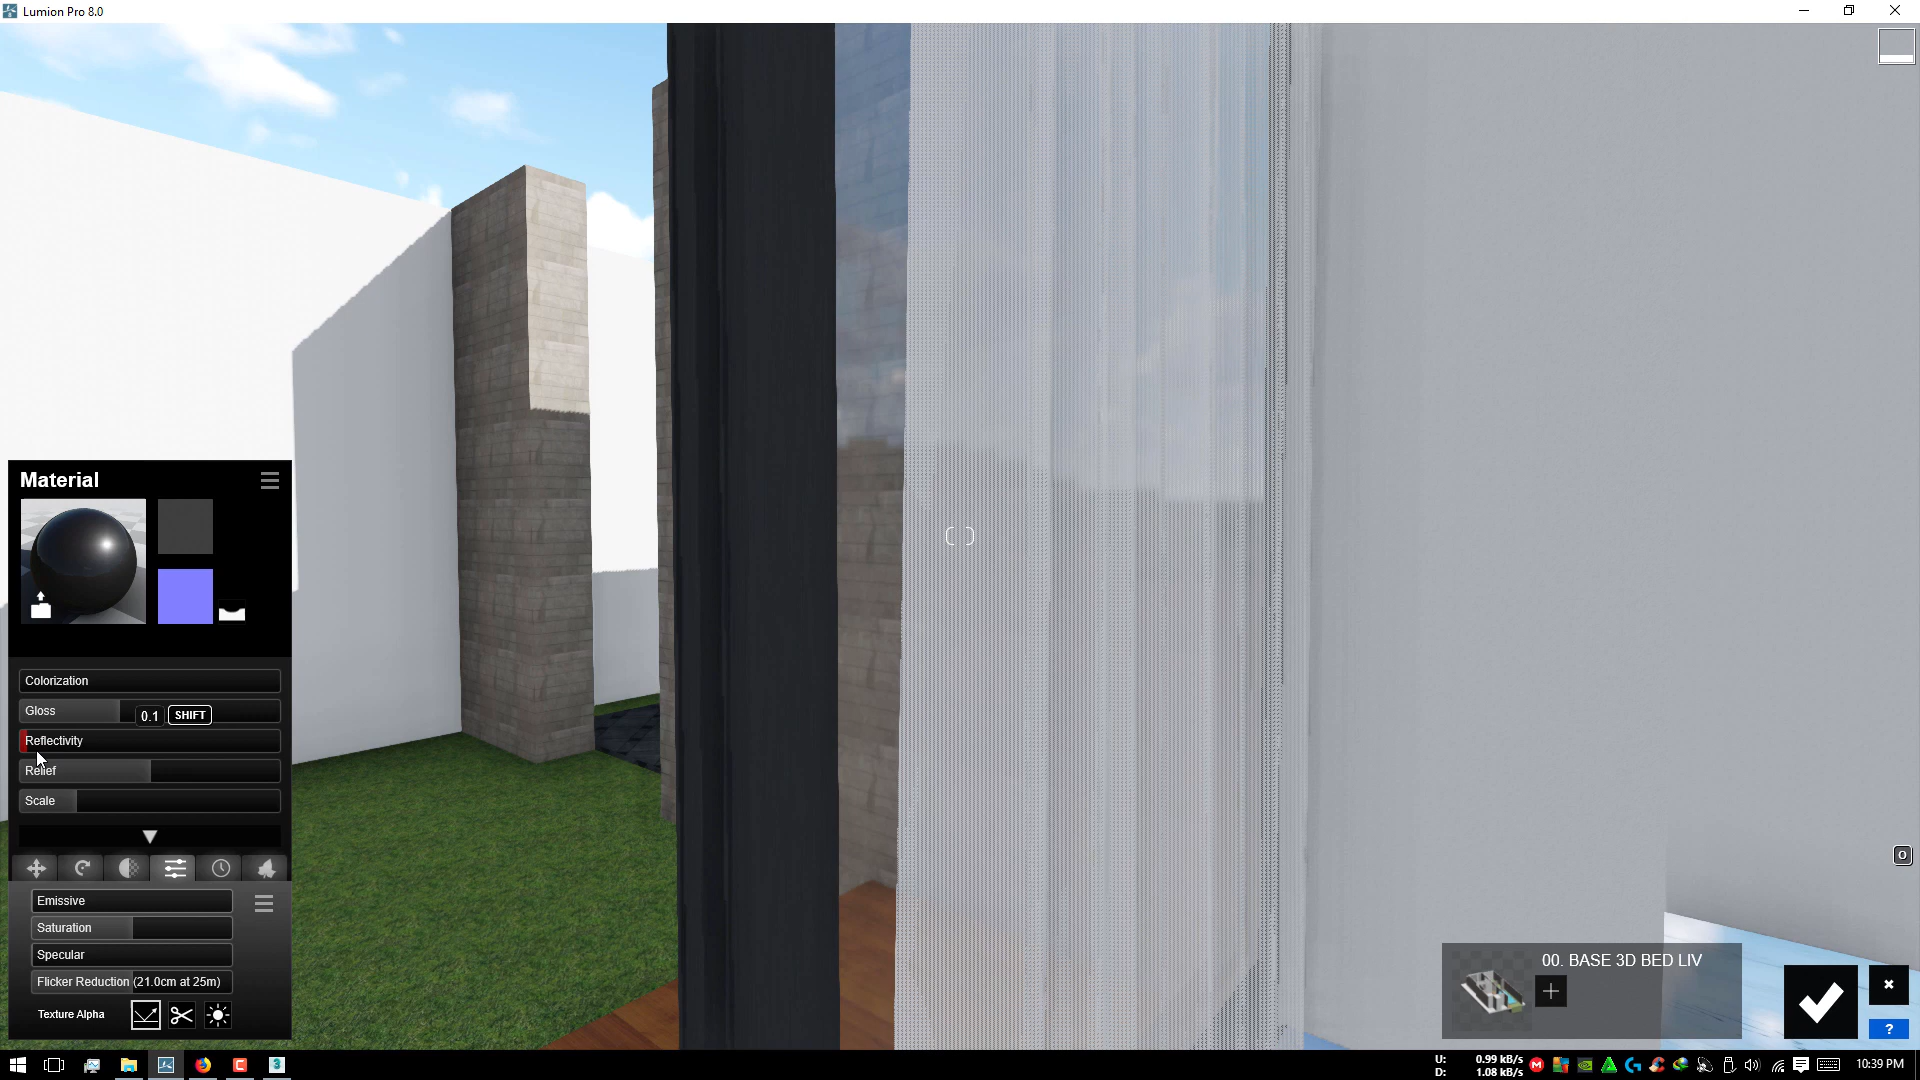 Lumion Pro 8.0
Material
Colorization
Gloss
0.1 SHIFT
Reflectivity
Relief
Scale
Emissive
Saturation
Specular
Flicker Reduction (21.0cm at 25m)
Texture Alpha
O
00. BASE 3D BED LIV
?
U: 0.99 kB/s
D: 1.08 kB/s
10:39 PM